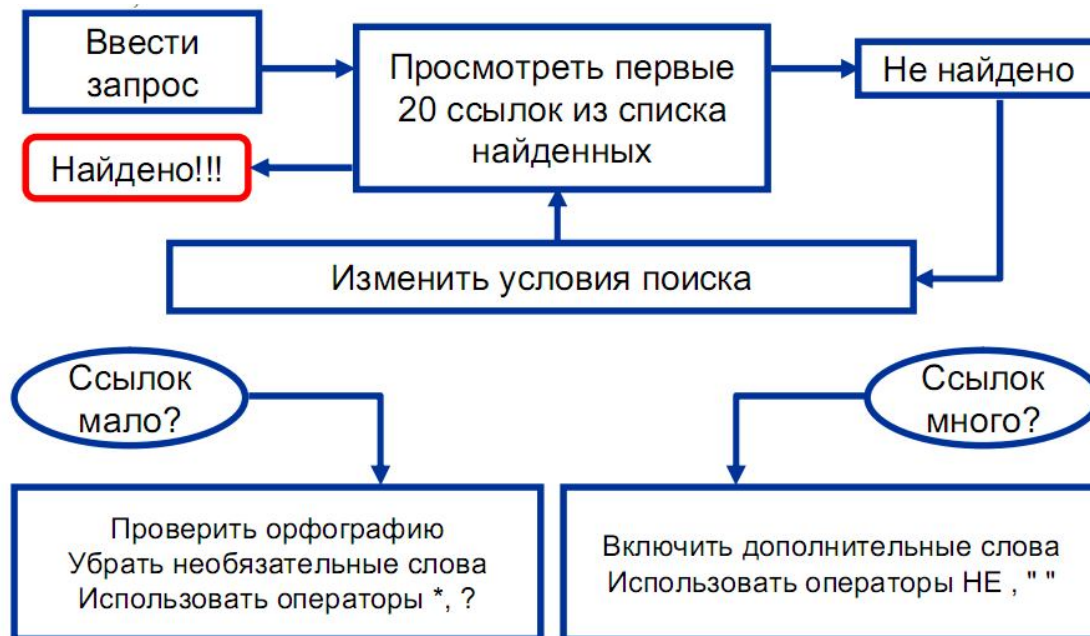 Ввести
запрос
Просмотреть первые
20 ссылок из списка
найденных
Не найдено
Найдено!!!
Изменить условия поиска
Ссылок
мало?
Ссылок
много?
Проверить орфографию
Убрать необязательные слова
Использовать операторы *, ?
Включить дополнительные слова
Использовать операторы НЕ , " "